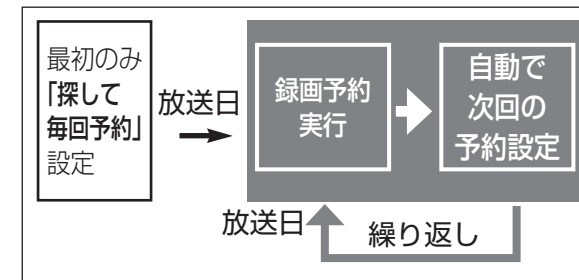 最初のみ
「探して
毎回予約」
設定
放送日
録画予約
実行
自動で
次回の
予約設定
放送日
繰り返し